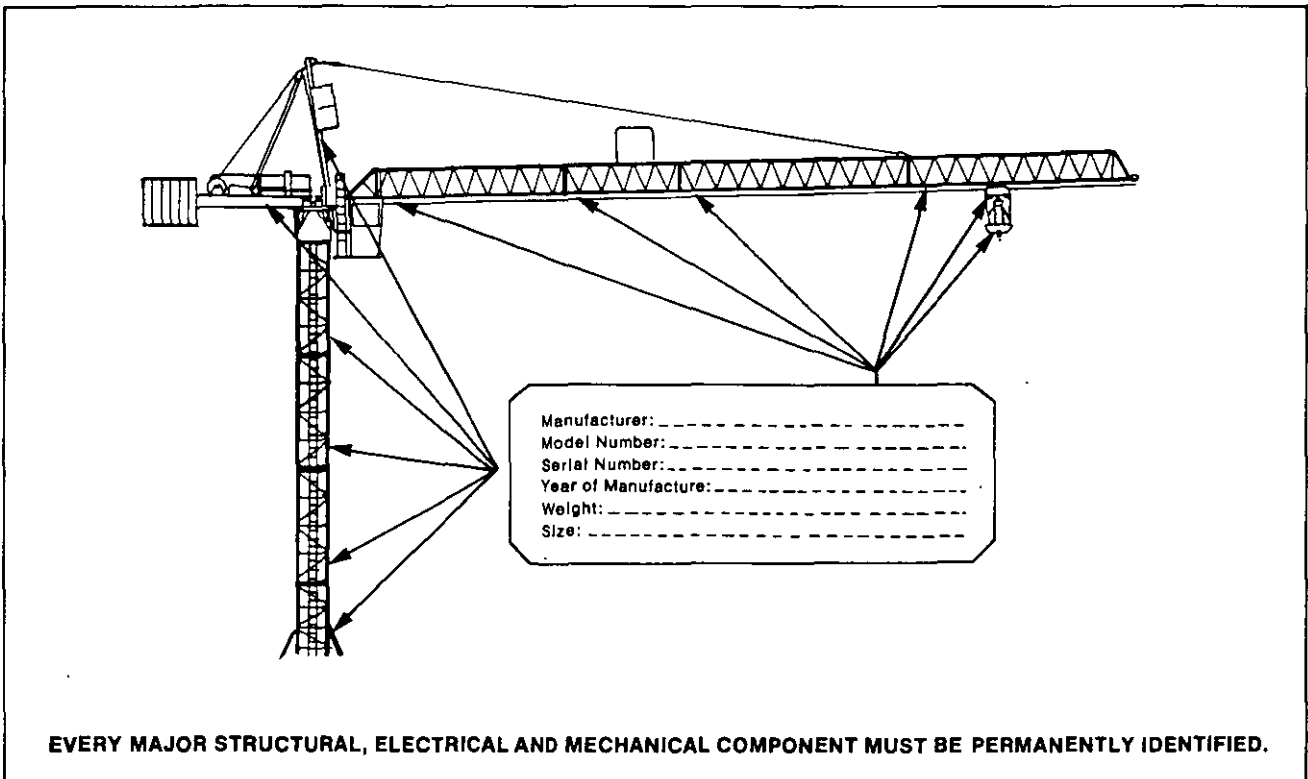 Manufacturer:
Model Number:
Serial Number:
Year of Manufacture:
Weight:
Size:
EVERY MAJOR STRUCTURAL, ELECTRICAL AND MECHANICAL COMPONENT MUST BE PERMANENTLY IDENTIFIED.